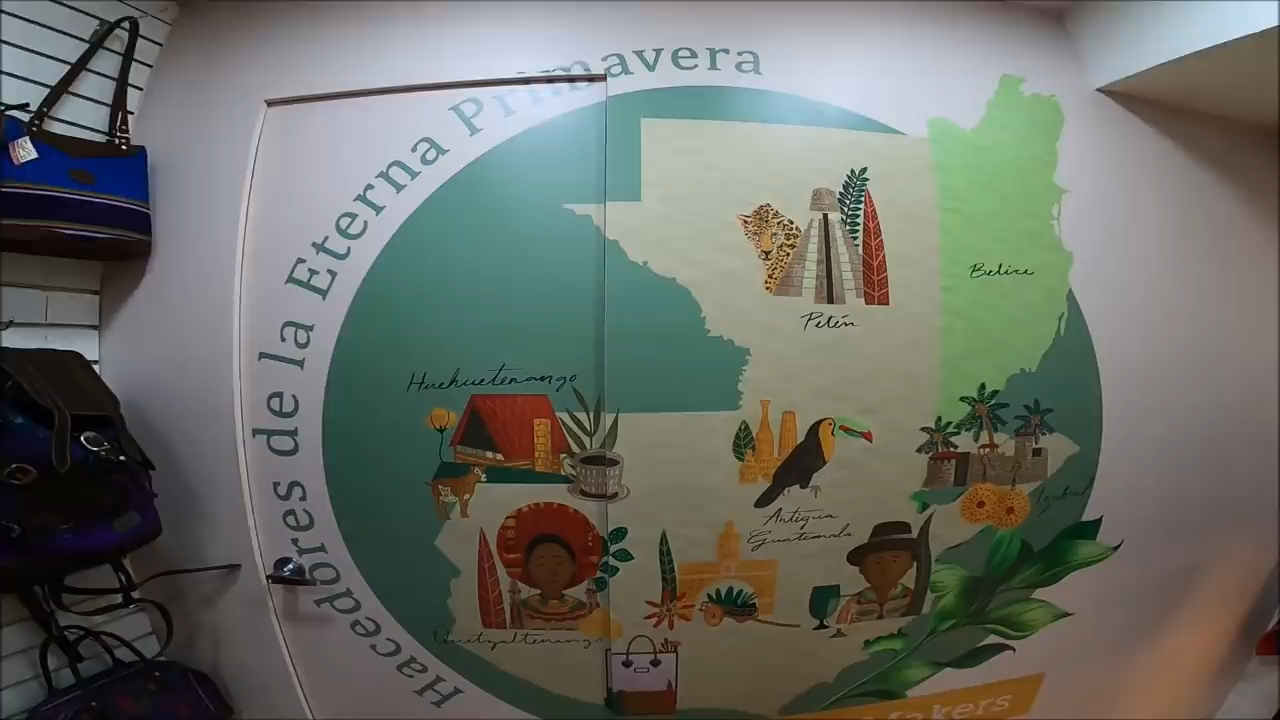 Hacedores de la Eterna Primavera
Belice
Petén
Huehuetenango
Antigua
Guatemala
Izabal
Quetzaltenango
Makers